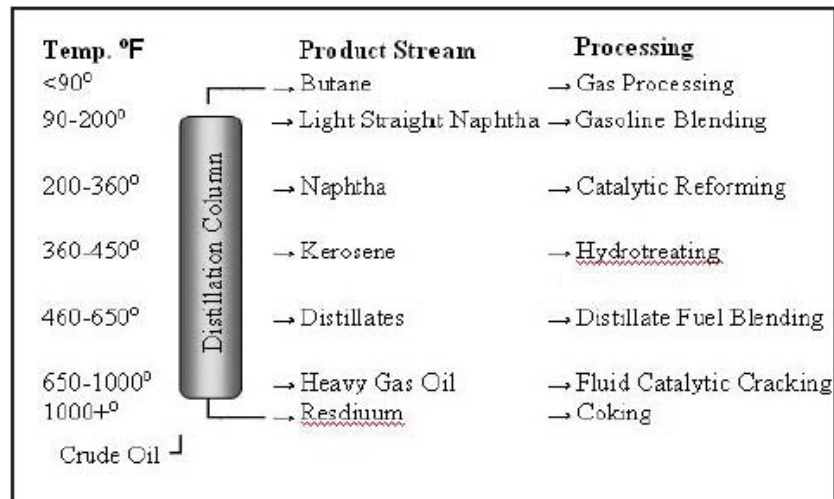 Temp. ºF Product Stream Processing
<90º → Butane → Gas Processing
90-200º → Light Straight Naphtha → Gasoline Blending
200-360º → Naphtha → Catalytic Reforming
360-450º → Kerosene → Hydrotreating
460-650º → Distillates → Distillate Fuel Blending
650-1000º → Heavy Gas Oil → Fluid Catalytic Cracking
1000+º → Resdiuum → Coking
Distillation Column
Crude Oil